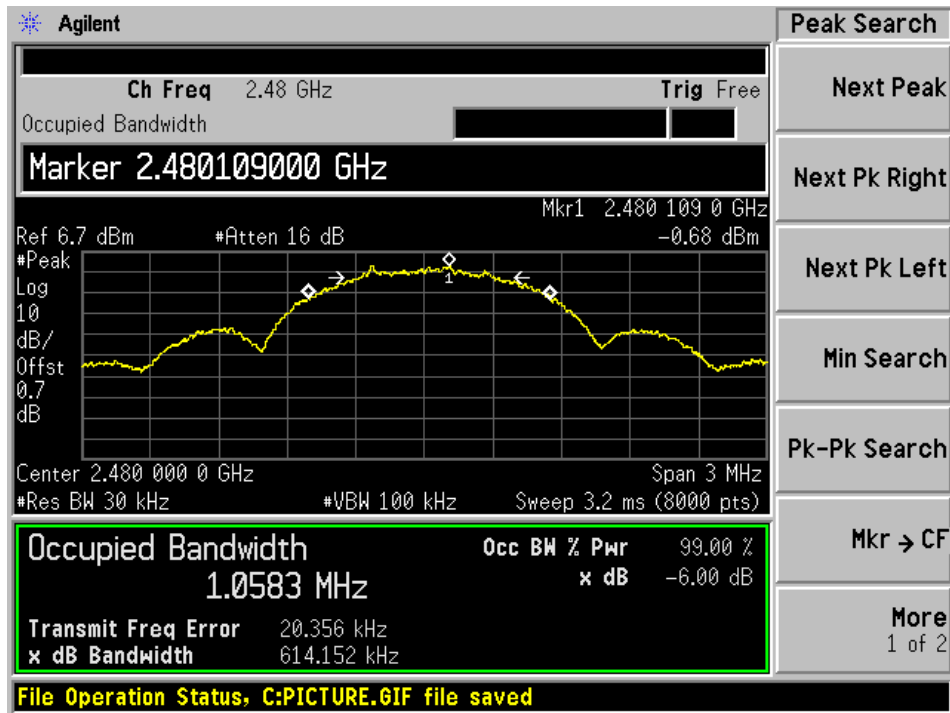 Agilent
Peak Search
Ch Freq 2.48 GHz Trig Free
Occupied Bandwidth
Marker 2.480109000 GHz
Mkr1 2.480 109 0 GHz
Ref 6.7 dBm #Atten 16 dB -0.68 dBm
#Peak
Log
10
dB/
Offst
0.7
dB
1
Center 2.480 000 0 GHz Span 3 MHz
#Res BW 30 kHz #VBW 100 kHz Sweep 3.2 ms (8000 pts)
Occupied Bandwidth
1.0583 MHz
Occ BW % Pwr 99.00 %
x dB -6.00 dB
Transmit Freq Error 20.356 kHz
x dB Bandwidth 614.152 kHz
File Operation Status, C:PICTURE.GIF file saved
Next Peak
Next Pk Right
Next Pk Left
Min Search
Pk-Pk Search
Mkr → CF
More
1 of 2